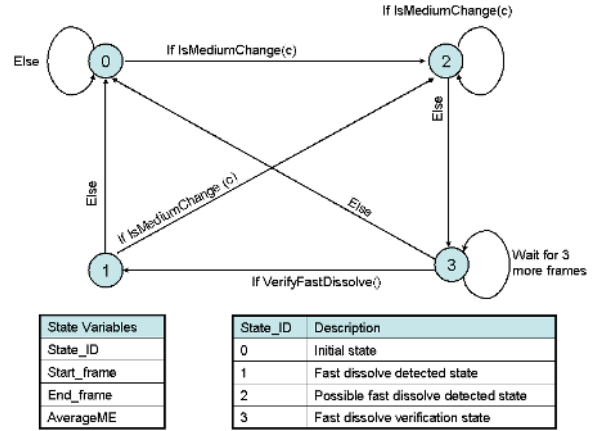 If IsMediumChange(c)
Else
0
If IsMediumChange(c)
2
Else
Else
If IsMediumChange (c)
Else
1
If VerifyFastDissolve()
3
Wait for 3
more frames
State Variables
State_ID
Start_frame
End_frame
AverageME
State_ID Description
0 Initial state
1 Fast dissolve detected state
2 Possible fast dissolve detected state
3 Fast dissolve verification state